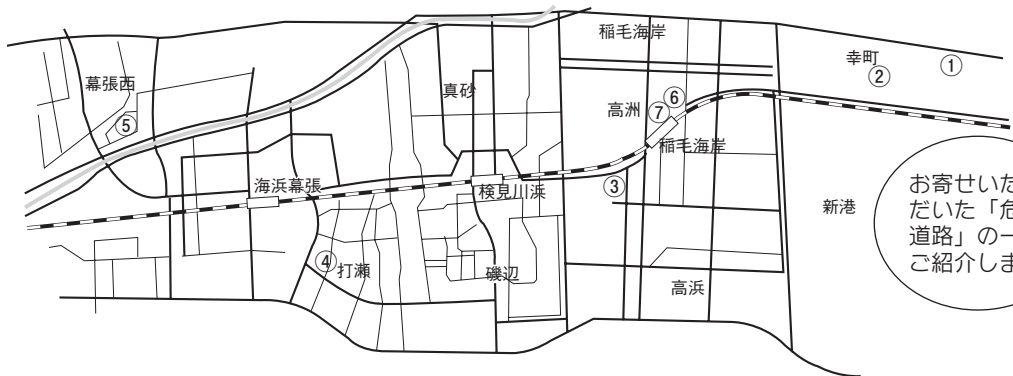 稲毛海岸
幸町
①
②
幕張西
真砂
⑥
高洲
⑦
⑤
稲毛海岸
海浜幕張
検見川浜
③
新港
お寄せいた
だいた「危
道路」の一
ご紹介しま
④
打瀬
磯辺
高浜